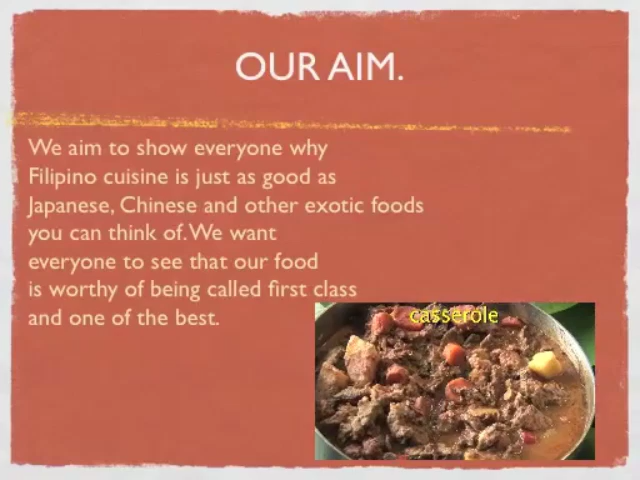 OUR AIM.
We aim to show everyone why
Filipino cuisine is just as good as
Japanese, Chinese and other exotic foods
you can think of. We want
everyone to see that our food
is worthy of being called first class
and one of the best.
casserole